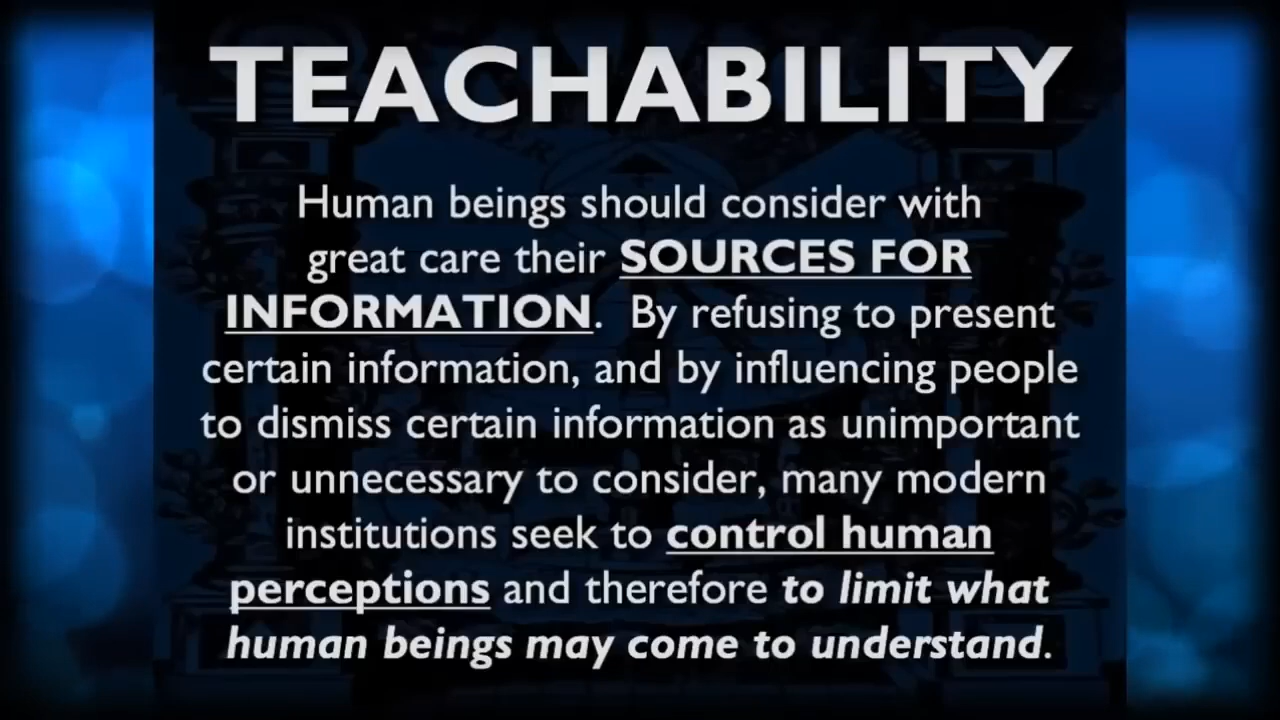 TEACHABILITY
Human beings should consider with
great care their SOURCES FOR
INFORMATION. By refusing to present
certain information, and by influencing people
to dismiss certain information as unimportant
or unnecessary to consider, many modern
institutions seek to control human
perceptions and therefore to limit what
human beings may come to understand.